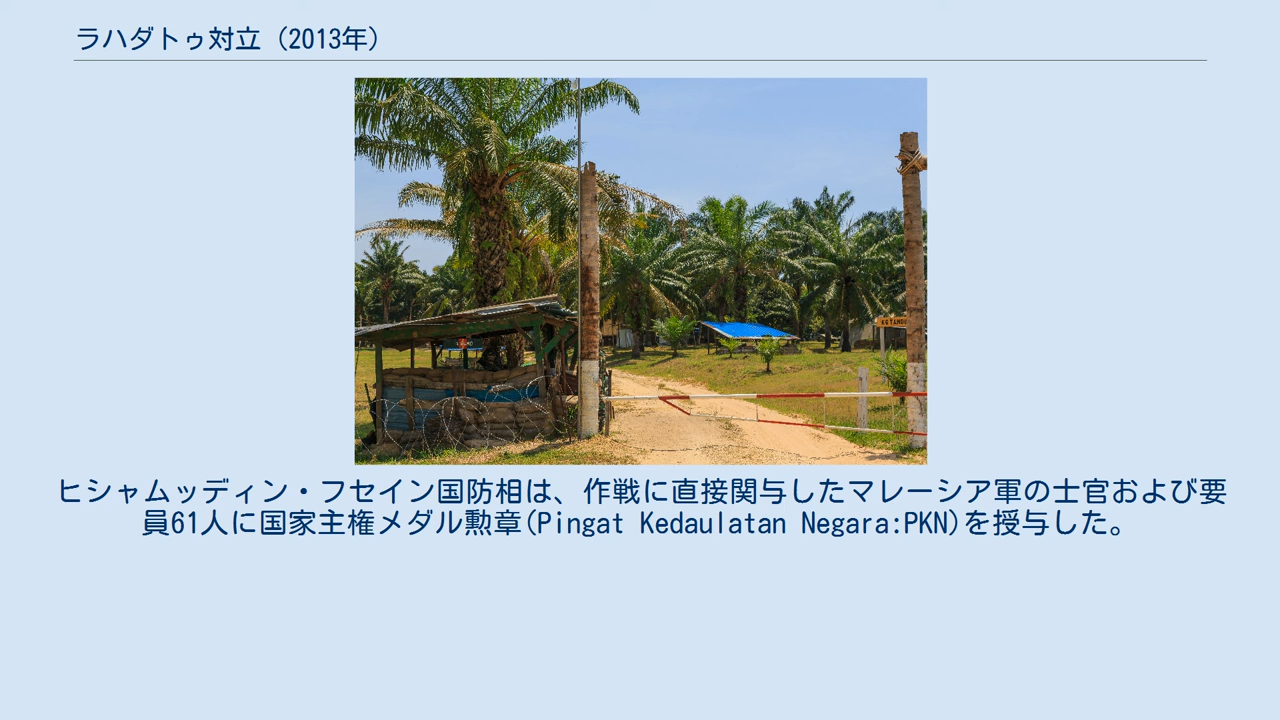 ラハダトゥ対立（2013年）
KG TANDU
ヒシャムッディン・フセイン国防相は、作戦に直接関与したマレーシア軍の士官および要
員61人に国家主権メダル勲章(Pingat Kedaulatan Negara:PKN)を授与した。